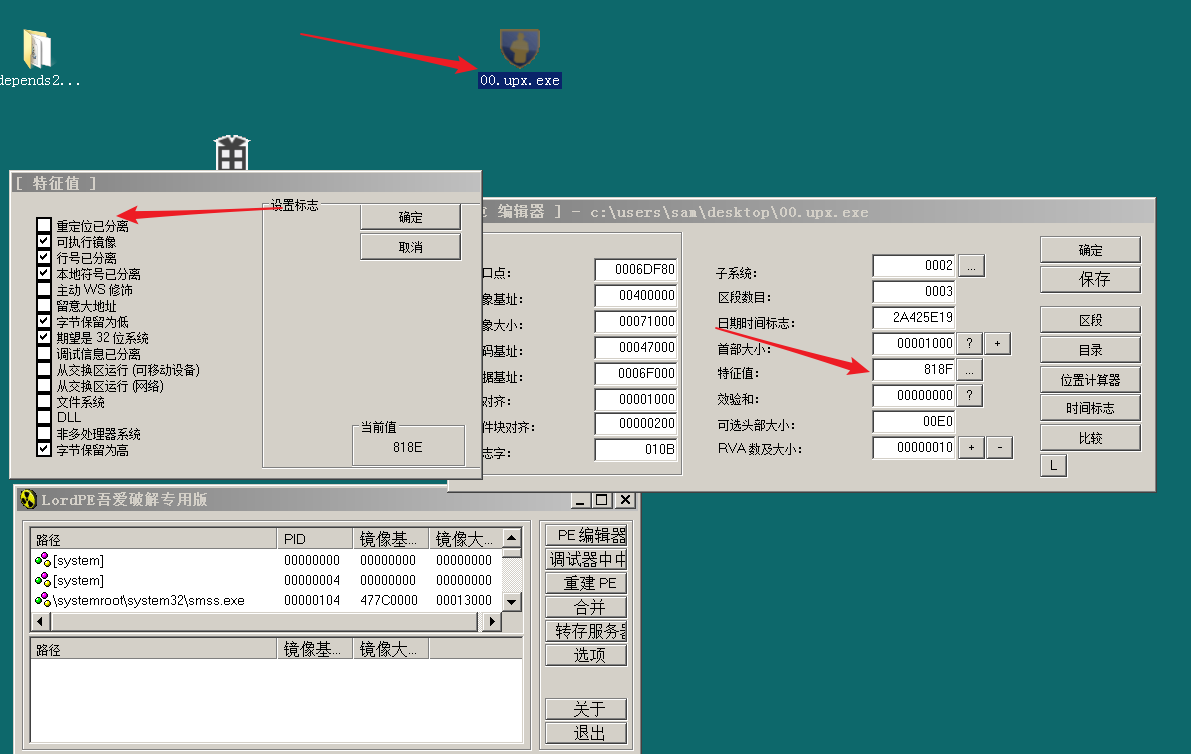 depends2...
00.upx.exe
[ 特征值 ]
设置标志
重定位已分离
可执行镜像
行号已分离
本地符号已分离
主动 WS 修饰
留意大地址
字节保留为低
期望是 32 位系统
调试信息已分离
从交换区运行 (可移动设备)
从交换区运行 (网络)
文件系统
DLL
非多处理器系统
字节保留为高
确定
取消
当前值
818E
编辑器 ] - c:\users\sam\desktop\00.upx.exe
口点:
0006DF80
象基址:
00400000
象大小:
00071000
码基址:
00047000
据基址:
0006F000
对齐:
00001000
件块对齐:
00000200
志字:
010B
子系统:
0002
...
区段数目:
0003
日期时间标志:
2A425E19
首部大小:
00001000
?
+
特征值:
818F
...
效验和:
00000000
?
可选头部大小:
00E0
RVA 数及大小:
00000010
+
-
确定
保存
区段
目录
位置计算器
时间标志
比较
L
LordPE吾爱破解专用版
路径 PID 镜像基... 镜像大...
[system] 00000000 00000000 00000000
[system] 00000004 00000000 00000000
\systemroot\system32\smss.exe 00000104 477C0000 00013000
路径 镜像基... 镜像大...
PE 编辑器
调试器中中
重建 PE
合并
转存服务器
选项
关于
退出